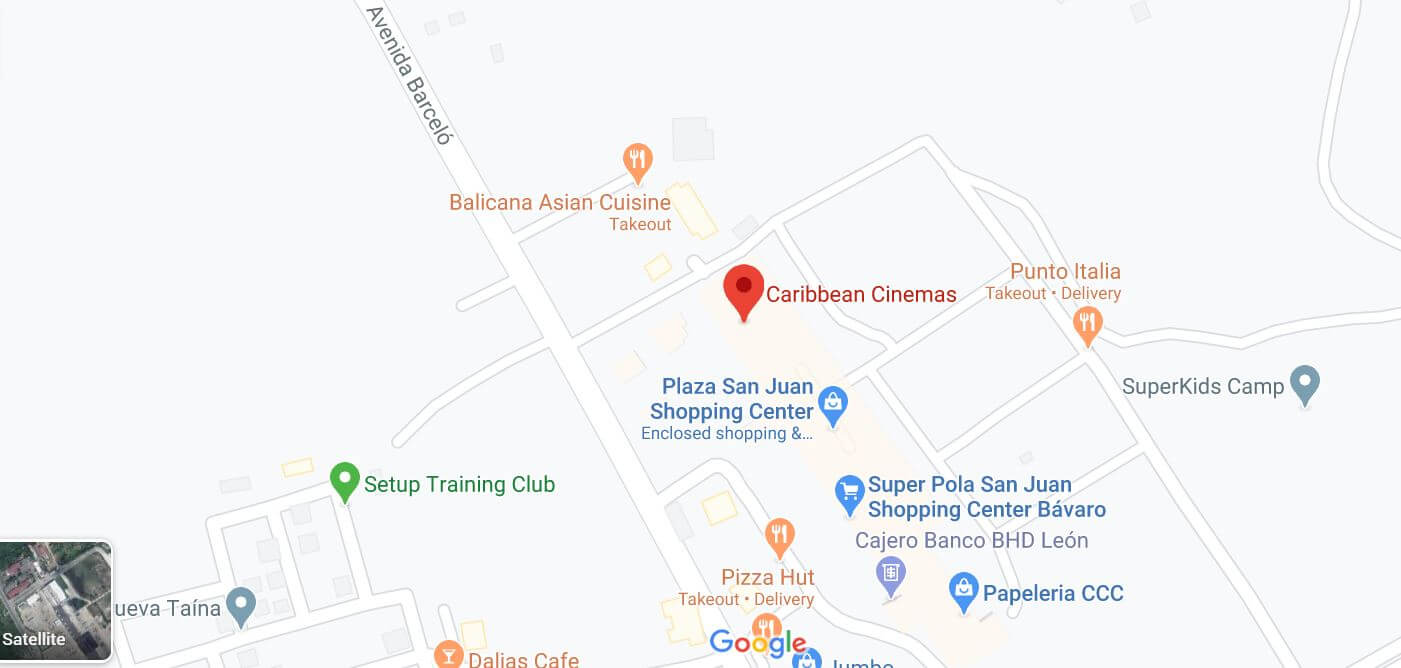 Avenida Barceló
Balicana Asian Cuisine
Takeout
Punto Italia
Takeout • Delivery
Caribbean Cinemas
Plaza San Juan
Shopping Center
Enclosed shopping &...
SuperKids Camp
Setup Training Club
Super Pola San Juan
Shopping Center Bávaro
Cajero Banco BHD León
Pizza Hut
Takeout • Delivery
Papeleria CCC
ueva Taína
Satellite
Google
Dalias Cafe
Jumbo